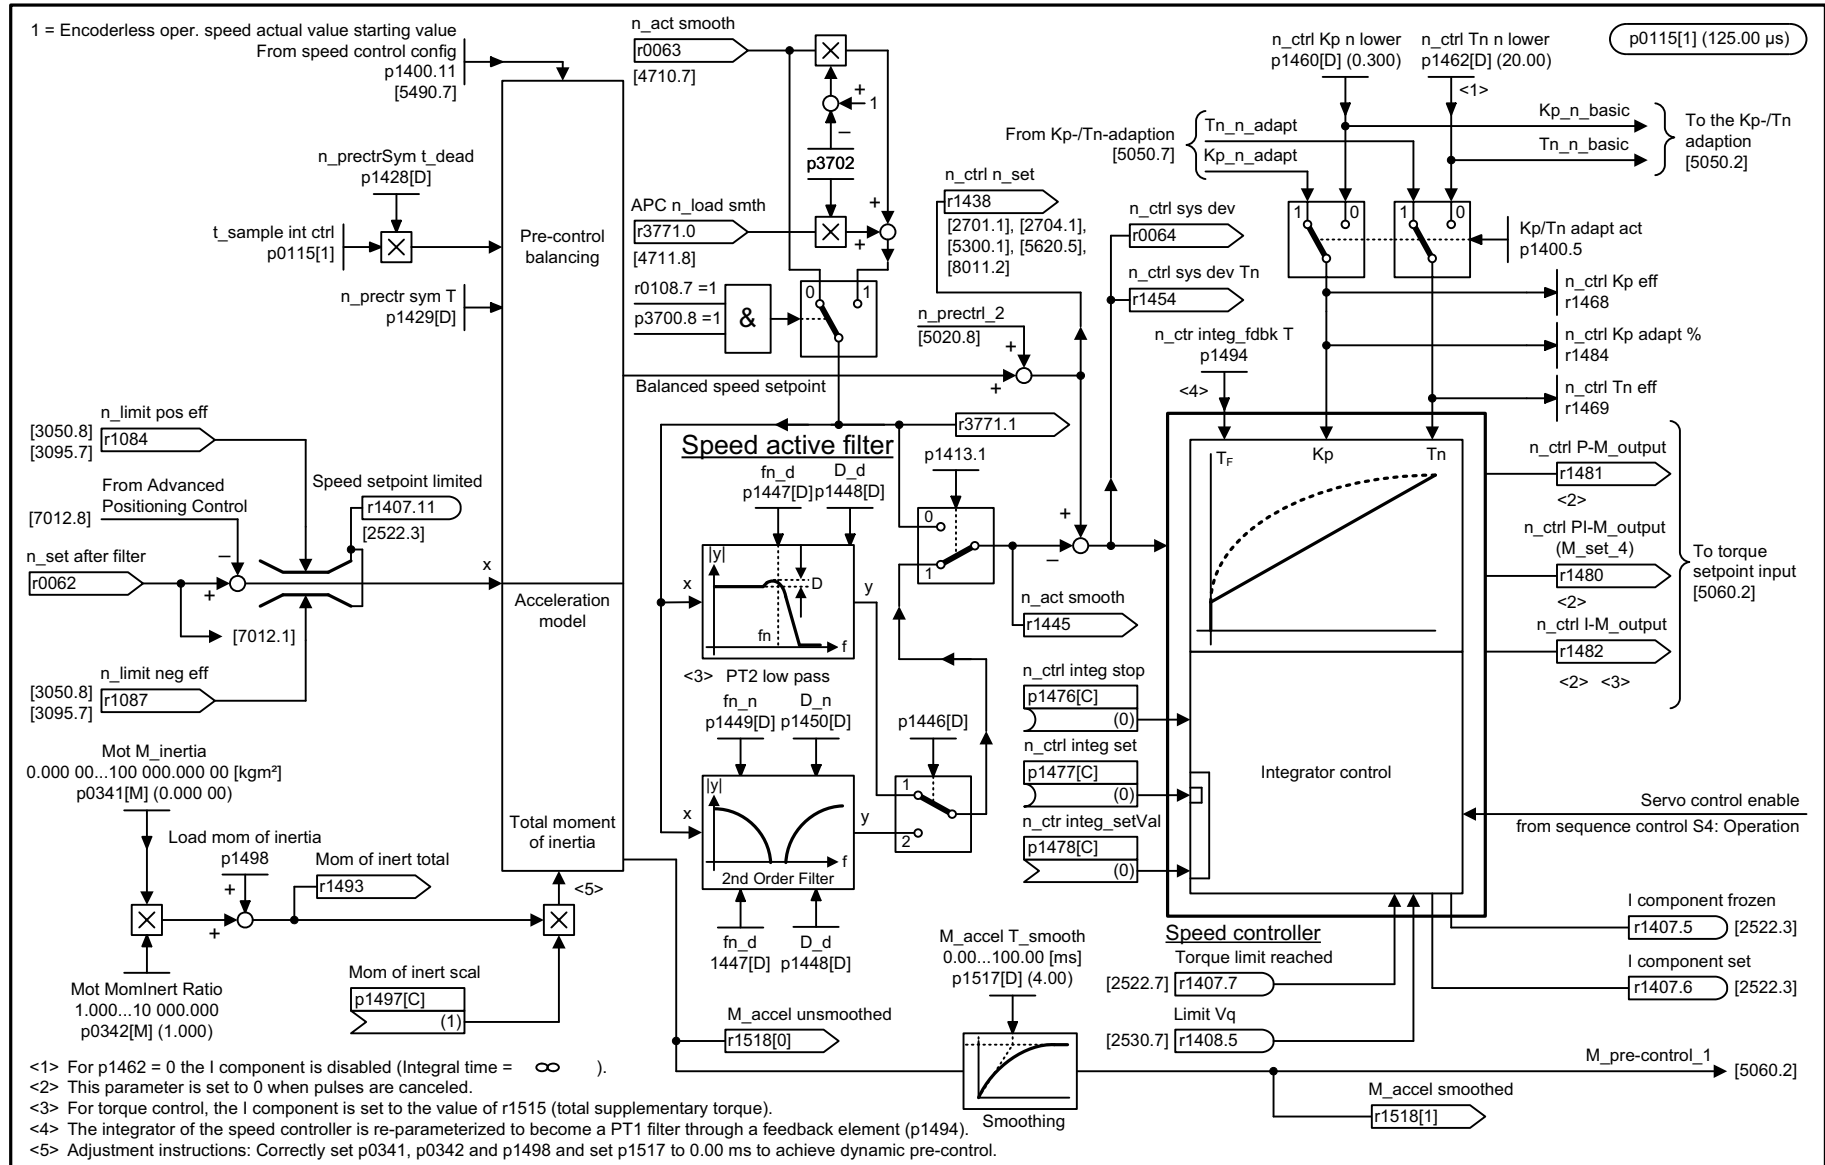 1 = Encoderless oper. speed actual value starting value
From speed control config
p1400.11
[5490.7]
n_prectrSym t_dead
p1428[D]
t_sample int ctrl
p0115[1]
n_prectr sym T
p1429[D]
Pre-control
balancing
n_act smooth
r0063
[4710.7]
+
1
–
p3702
APC n_load smth
r3771.0
[4711.8]
+
+
r0108.7 =1
p3700.8 =1
&
0
1
n_ctrl n_set
r1438
[2701.1], [2704.1],
[5300.1], [5620.5],
[8011.2]
n_prectrl_2
[5020.8]
+
+
Balanced speed setpoint
n_ctrl sys dev
r0064
n_ctrl sys dev Tn
r1454
n_ctrl Kp n lower
p1460[D] (0.300)
n_ctrl Tn n lower
p1462[D] (20.00)
<1>
p0115[1] (125.00 µs)
From Kp-/Tn-adaption
[5050.7]
Tn_n_adapt
Kp_n_adapt
Kp_n_basic
Tn_n_basic
To the Kp-/Tn
adaption
[5050.2]
1
0
1
0
Kp/Tn adapt act
p1400.5
n_ctrl Kp eff
r1468
n_ctrl Kp adapt %
r1484
n_ctrl Tn eff
r1469
n_ctr integ_fdbk T
p1494
<4>
n_limit pos eff
[3050.8]
[3095.7]
r1084
From Advanced
Positioning Control
[7012.8]
Speed setpoint limited
r1407.11
[2522.3]
n_set after filter
r0062
–
+
x
[7012.1]
n_limit neg eff
[3050.8]
[3095.7]
r1087
Acceleration
model
Total moment
of inertia
r3771.1
Speed active filter
fn_d
p1447[D]
D_d
p1448[D]
p1413.1
0
1
|y|
x
D
y
fn
f
<3> PT2 low pass
+
–
n_act smooth
r1445
fn_n
p1449[D]
D_n
p1450[D]
p1446[D]
|y|
x
y
f
2nd Order Filter
1
2
fn_d
1447[D]
D_d
p1448[D]
TF
Kp
Tn
Integrator control
Speed controller
n_ctrl integ stop
p1476[C]
(0)
n_ctrl integ set
p1477[C]
(0)
n_ctr integ_setVal
p1478[C]
(0)
n_ctrl P-M_output
r1481
<2>
n_ctrl PI-M_output
(M_set_4)
r1480
<2>
n_ctrl I-M_output
r1482
<2> <3>
To torque
setpoint input
[5060.2]
Servo control enable
from sequence control S4: Operation
I component frozen
r1407.5
[2522.3]
I component set
r1407.6
[2522.3]
Torque limit reached
[2522.7]
r1407.7
Limit Vq
[2530.7]
r1408.5
Mot M_inertia
0.000 00...100 000.000 00 [kgm²]
p0341[M] (0.000 00)
Load mom of inertia
p1498
+
+
Mom of inert total
r1493
<5>
Mot MomInert Ratio
1.000...10 000.000
p0342[M] (1.000)
Mom of inert scal
p1497[C]
(1)
M_accel unsmoothed
r1518[0]
M_accel T_smooth
0.00...100.00 [ms]
p1517[D] (4.00)
Smoothing
M_pre-control_1
[5060.2]
M_accel smoothed
r1518[1]
<1> For p1462 = 0 the I component is disabled (Integral time = ∞ ).
<2> This parameter is set to 0 when pulses are canceled.
<3> For torque control, the I component is set to the value of r1515 (total supplementary torque).
<4> The integrator of the speed controller is re-parameterized to become a PT1 filter through a feedback element (p1494).
<5> Adjustment instructions: Correctly set p0341, p0342 and p1498 and set p1517 to 0.00 ms to achieve dynamic pre-control.